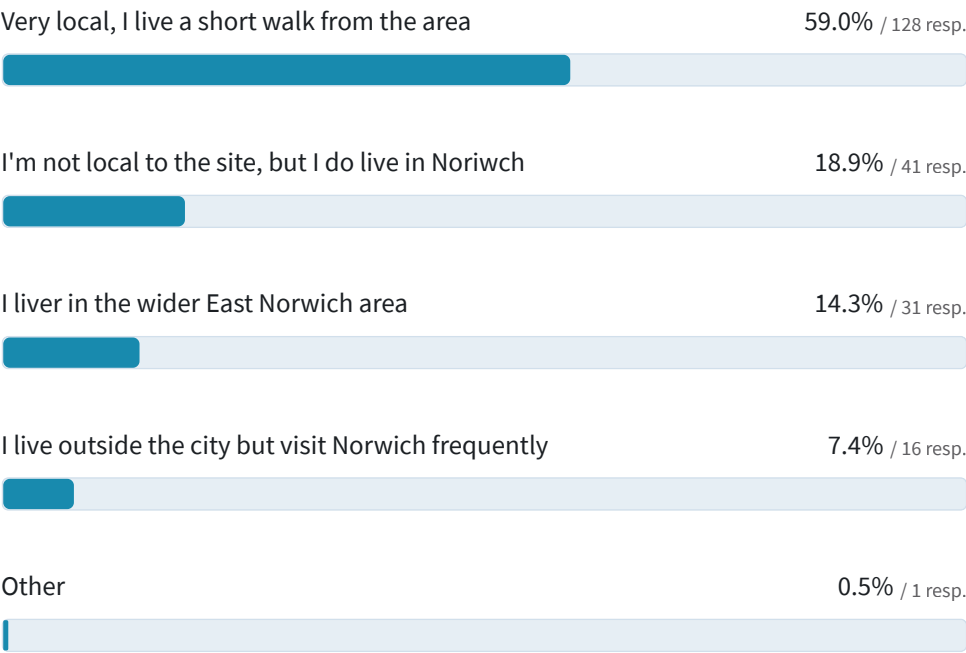 Very local, I live a short walk from the area 59.0% / 128 resp.
I'm not local to the site, but I do live in Noriwch 18.9% / 41 resp.
I liver in the wider East Norwich area 14.3% / 31 resp.
I live outside the city but visit Norwich frequently 7.4% / 16 resp.
Other 0.5% / 1 resp.